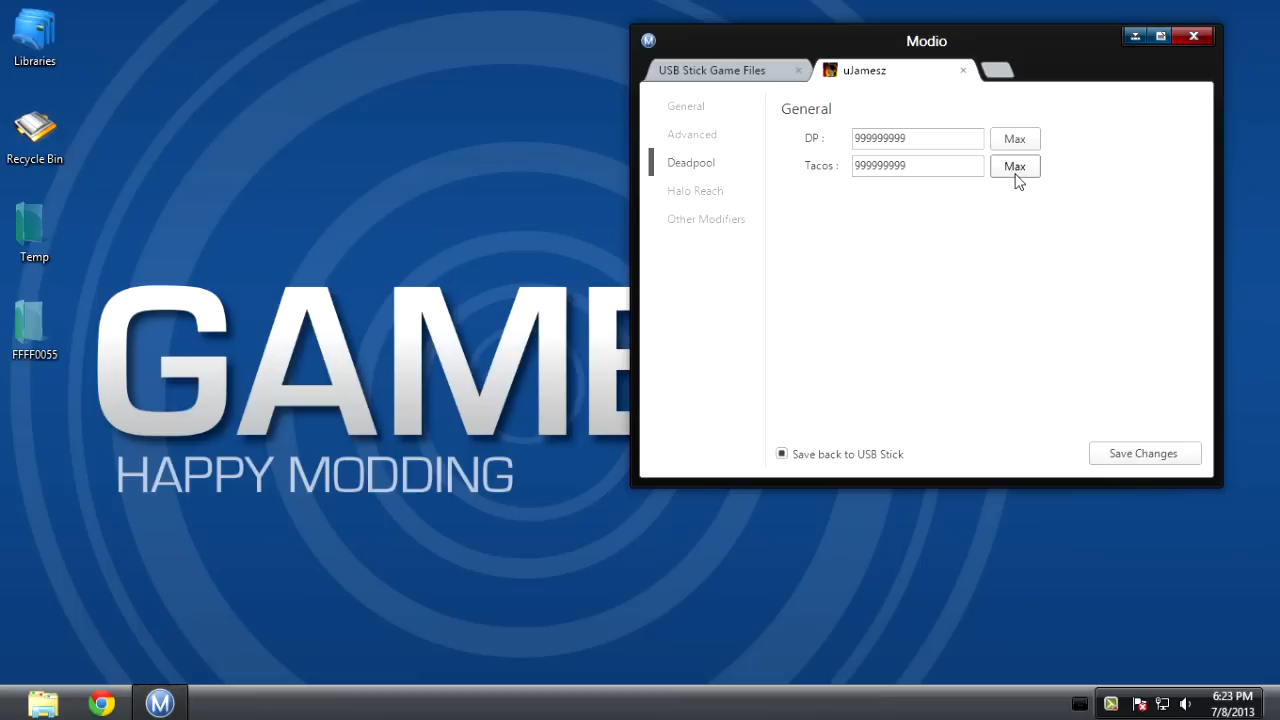 Libraries
Recycle Bin
Temp
FFFF0055
GAME
HAPPY MODDING
Modio
USB Stick Game Files
uJamesz
General
Advanced
Deadpool
Halo Reach
Other Modifiers
General
DP : 999999999 Max
Tacos : 999999999 Max
Save back to USB Stick
Save Changes
6:23 PM
7/8/2013